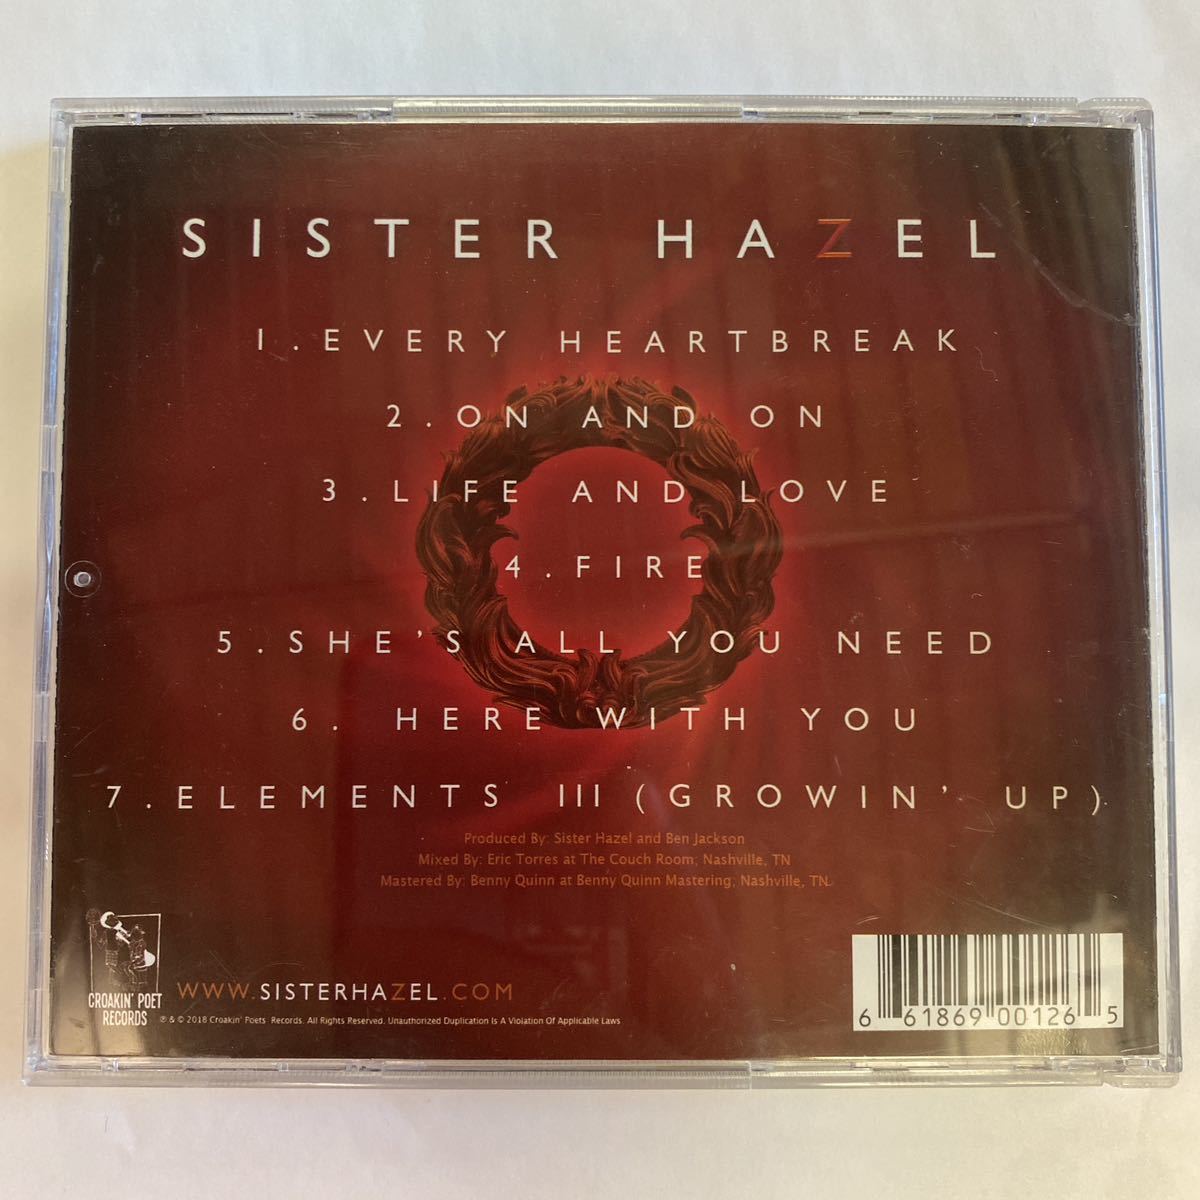 SISTER HAZEL
1. EVERY HEARTBREAK
2. ON AND ON
3. LIFE AND LOVE
4. FIRE
5. SHE'S ALL YOU NEED
6. HERE WITH YOU
7. ELEMENTS III (GROWIN' UP)
Produced By: Sister Hazel and Ben Jackson
Mixed By: Eric Torres at The Couch Room; Nashville, TN
Mastered By: Benny Quinn at Benny Quinn Mastering; Nashville, TN
CROAKIN' POET
RECORDS
WWW.SISTERHAZEL.COM
℗ & © 2018 Croakin' Poets Records. All Rights Reserved. Unauthorized Duplication Is A Violation Of Applicable Laws
6 61869 00126 5